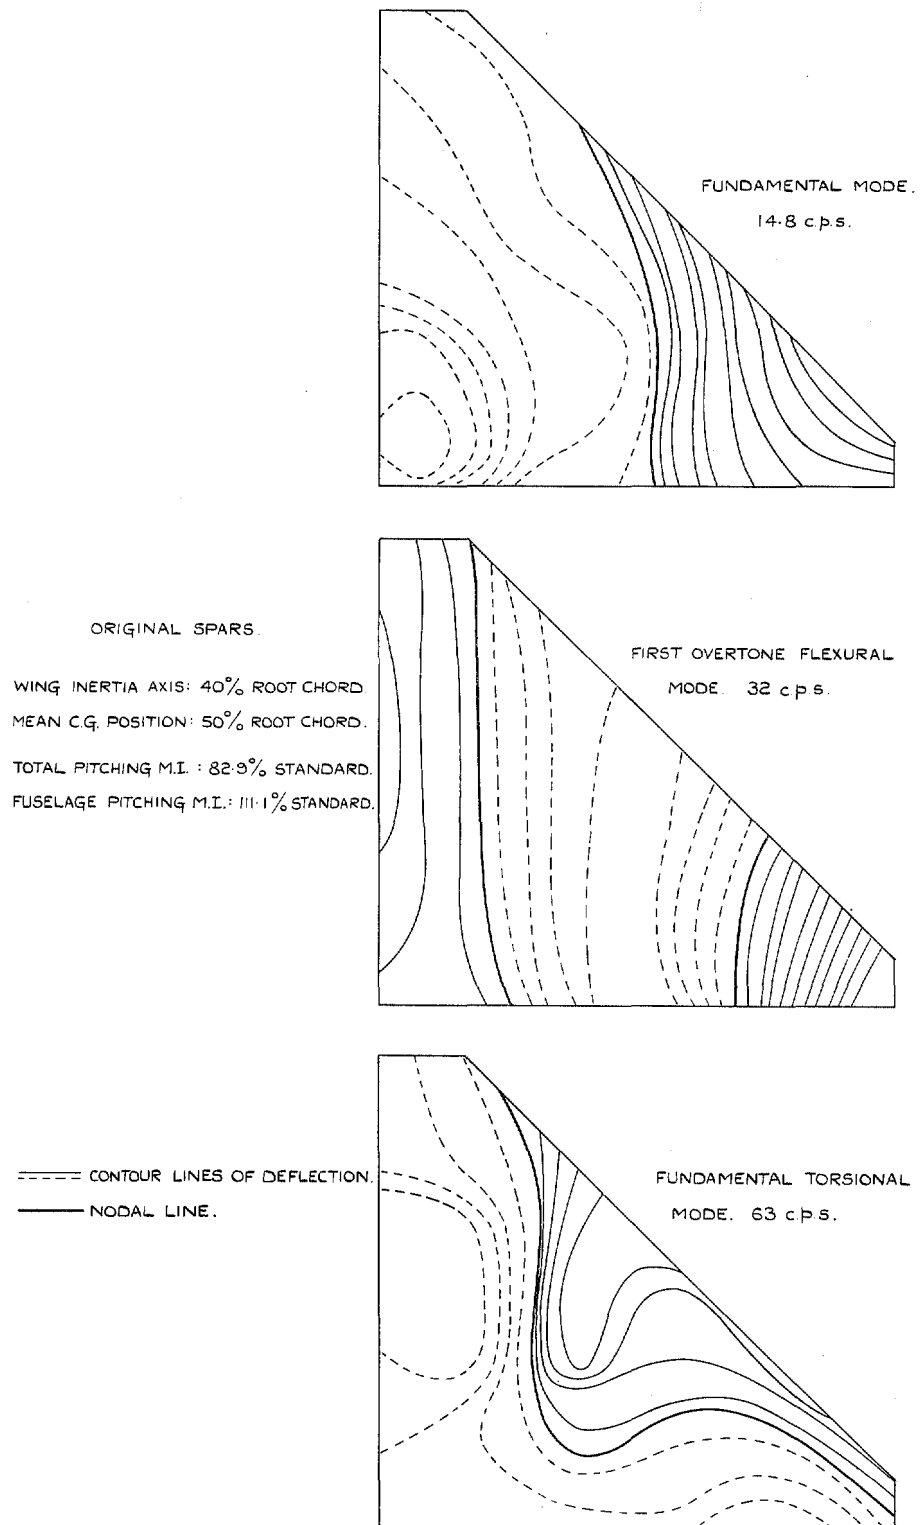 FUNDAMENTAL MODE.
14·8 c.p.s.
ORIGINAL SPARS.
WING INERTIA AXIS: 40% ROOT CHORD.
MEAN C.G. POSITION: 50% ROOT CHORD.
TOTAL PITCHING M.I. : 82·9% STANDARD.
FUSELAGE PITCHING M.I.: 111·1% STANDARD.
FIRST OVERTONE FLEXURAL
MODE. 32 c.p.s.
CONTOUR LINES OF DEFLECTION.
NODAL LINE.
FUNDAMENTAL TORSIONAL
MODE. 63 c.p.s.